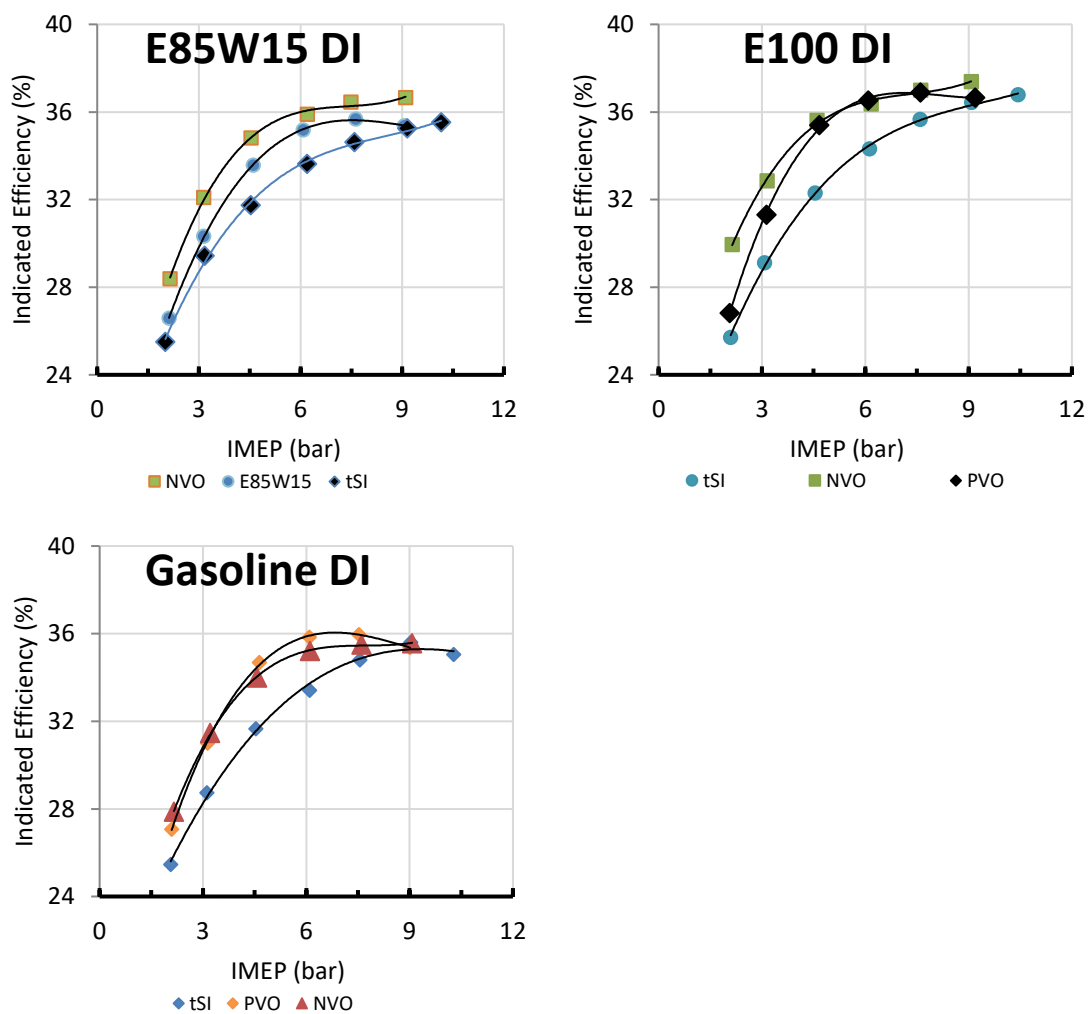 E85W15 DI
Indicated Efficiency (%)
40
36
32
28
24
0 3 6 9 12
IMEP (bar)
NVO E85W15 tSI
E100 DI
Indicated Efficiency (%)
40
36
32
28
24
0 3 6 9 12
IMEP (bar)
tSI NVO PVO
Gasoline DI
Indicated Efficiency (%)
40
36
32
28
24
0 3 6 9 12
IMEP (bar)
tSI PVO NVO